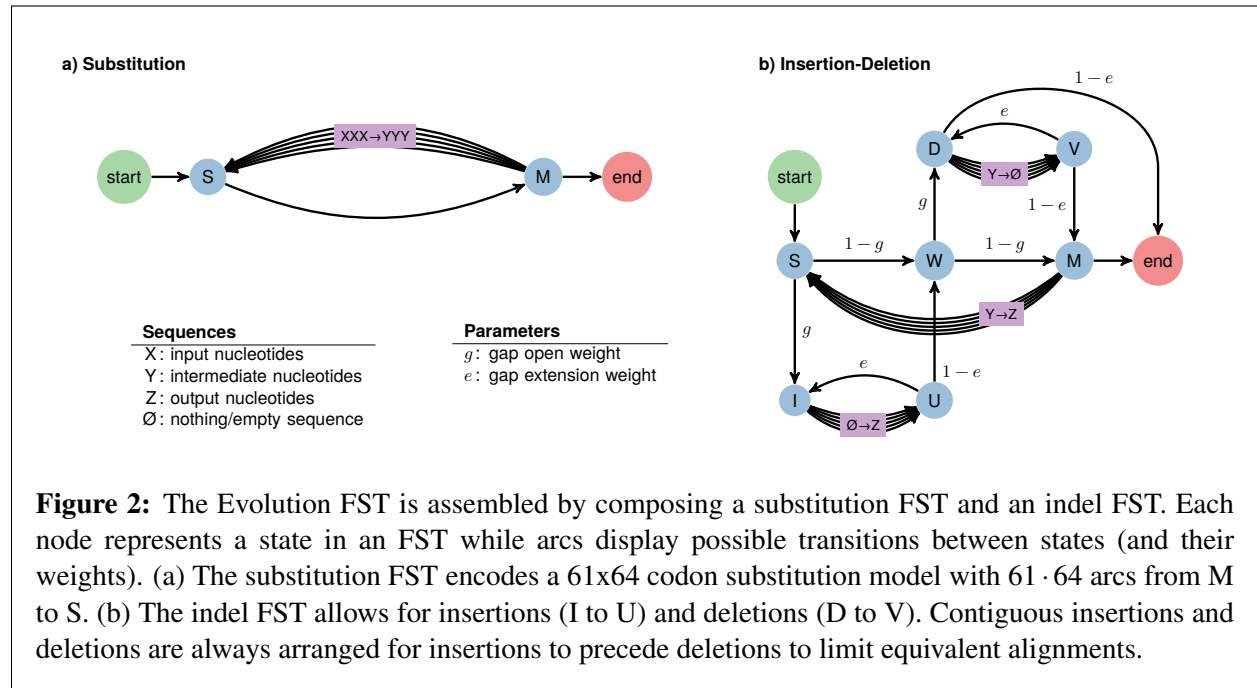 a) Substitution
start
S
XXX→YYY
M
end
Sequences
X: input nucleotides
Y: intermediate nucleotides
Z: output nucleotides
Ø: nothing/empty sequence
Parameters
g: gap open weight
e: gap extension weight
b) Insertion-Deletion
1 − e
e
D
V
Y→Ø
start
g
1 − e
1 − g
1 − g
S
W
M
end
Y→Z
g
e
1 − e
I
U
Ø→Z
Figure 2: The Evolution FST is assembled by composing a substitution FST and an indel FST. Each
node represents a state in an FST while arcs display possible transitions between states (and their
weights). (a) The substitution FST encodes a 61x64 codon substitution model with 61 · 64 arcs from M
to S. (b) The indel FST allows for insertions (I to U) and deletions (D to V). Contiguous insertions and
deletions are always arranged for insertions to precede deletions to limit equivalent alignments.